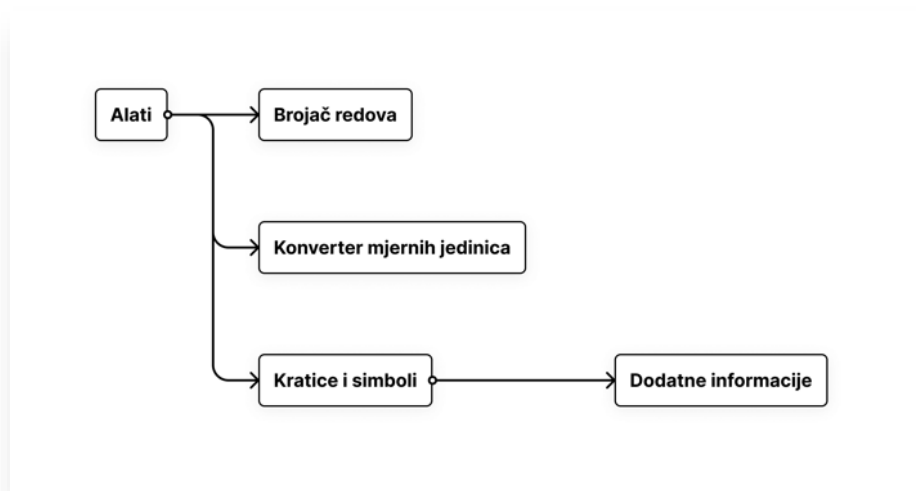 Alati
Brojač redova
Konverter mjernih jedinica
Kratice i simboli
Dodatne informacije